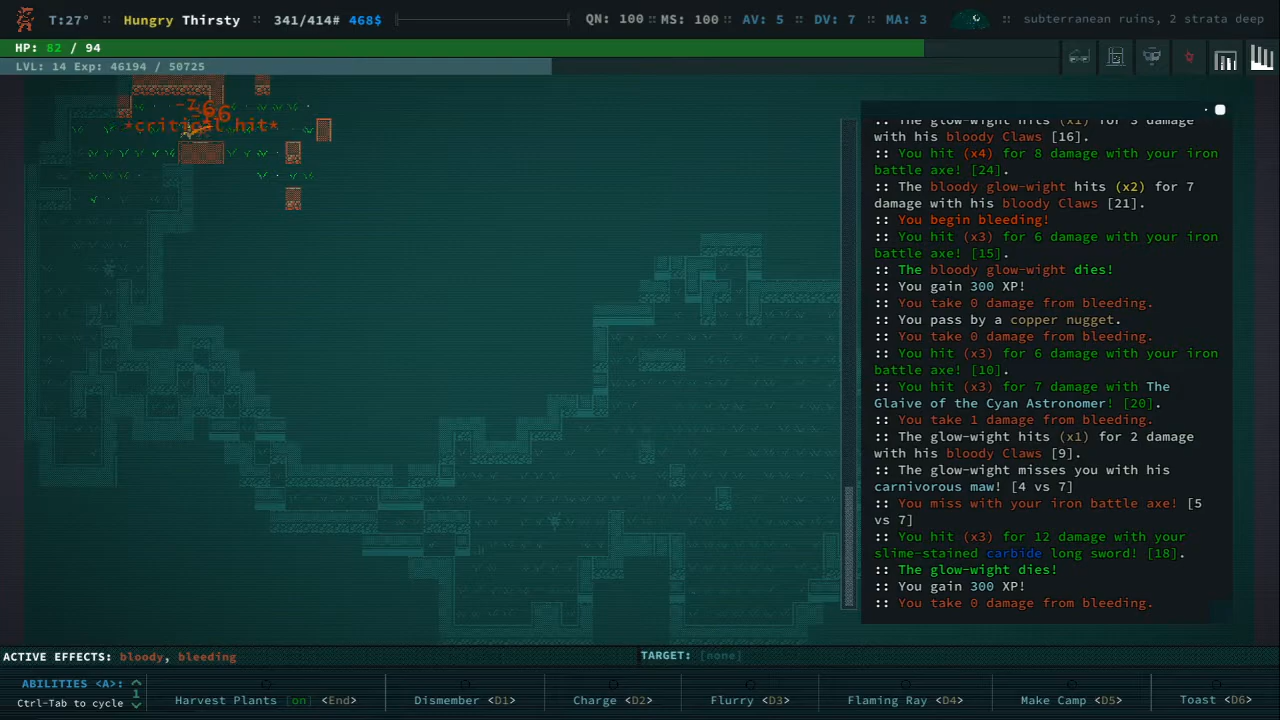 T:27° :: Hungry Thirsty :: 341/414# 468$ QN: 100 :: MS: 100 :: AV: 5 :: DV: 7 :: MA: 3 :: subterranean ruins, 2 strata deep
HP: 82 / 94
LVL: 14 Exp: 46194 / 50725
*critical hit*
:: The glow-wight hits (x1) for 3 damage
with his bloody Claws [16].
:: You hit (x4) for 8 damage with your iron
battle axe! [24].
:: The bloody glow-wight hits (x2) for 7
damage with his bloody Claws [21].
:: You begin bleeding!
:: You hit (x3) for 6 damage with your iron
battle axe! [15].
:: The bloody glow-wight dies!
:: You gain 300 XP!
:: You take 0 damage from bleeding.
:: You pass by a copper nugget.
:: You take 0 damage from bleeding.
:: You hit (x3) for 6 damage with your iron
battle axe! [10].
:: You hit (x3) for 7 damage with The
Glaive of the Cyan Astronomer! [20].
:: You take 1 damage from bleeding.
:: The glow-wight hits (x1) for 2 damage
with his bloody Claws [9].
:: The glow-wight misses you with his
carnivorous maw! [4 vs 7]
:: You miss with your iron battle axe! [5
vs 7]
:: You hit (x3) for 12 damage with your
slime-stained carbide long sword! [18].
:: The glow-wight dies!
:: You gain 300 XP!
:: You take 0 damage from bleeding.
ACTIVE EFFECTS: bloody, bleeding
TARGET: [none]
ABILITIES <A>:
1
Ctrl-Tab to cycle
Harvest Plants [on] <End>
Dismember <D1>
Charge <D2>
Flurry <D3>
Flaming Ray <D4>
Make Camp <D5>
Toast <D6>